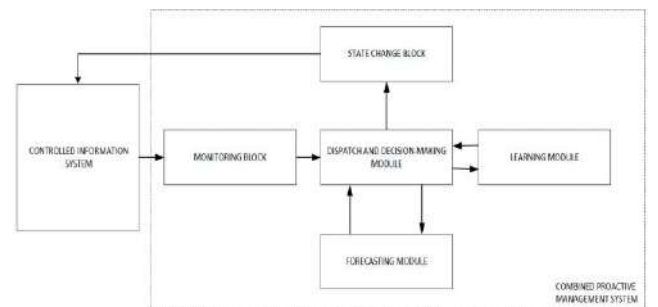 STATE CHANGE BLOCK
CONTROLLED INFORMATION
SYSTEM
MONITORING BLOCK
DISPATCH AND DECISION-MAKING
MODULE
LEARNING MODULE
FORECASTING MODULE
COMBINED PROACTIVE
MANAGEMENT SYSTEM